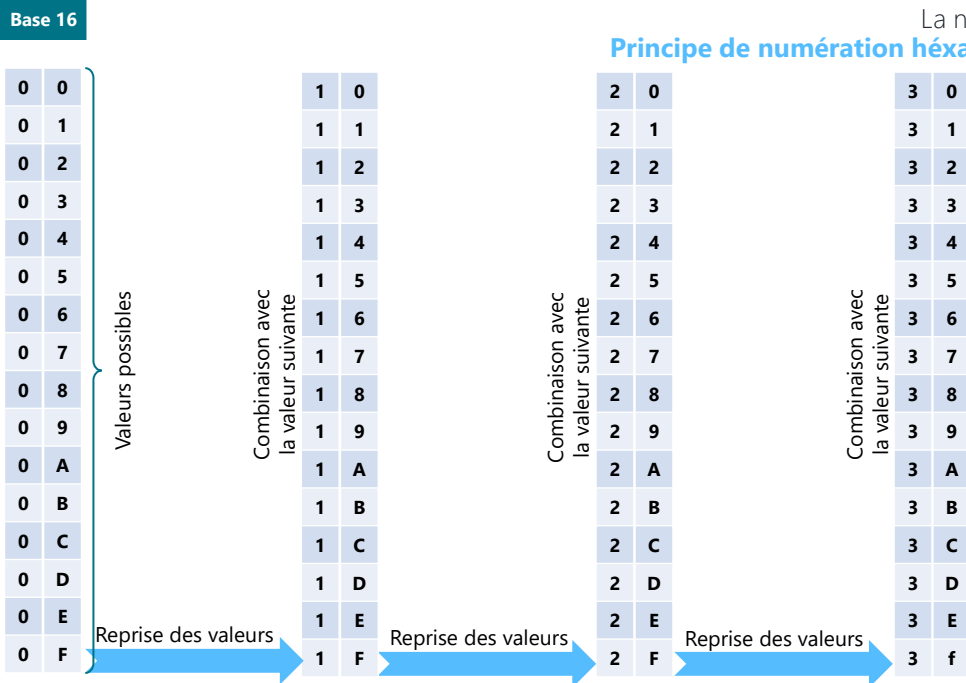 Base 16
La n
Principe de numération héxa
0 0
0 1
0 2
0 3
0 4
0 5
0 6
0 7
0 8
0 9
0 A
0 B
0 C
0 D
0 E
0 F
Valeurs possibles
Reprise des valeurs
Combinaison avec
la valeur suivante
1 0
1 1
1 2
1 3
1 4
1 5
1 6
1 7
1 8
1 9
1 A
1 B
1 C
1 D
1 E
1 F
Reprise des valeurs
Combinaison avec
la valeur suivante
2 0
2 1
2 2
2 3
2 4
2 5
2 6
2 7
2 8
2 9
2 A
2 B
2 C
2 D
2 E
2 F
Reprise des valeurs
Combinaison avec
la valeur suivante
3 0
3 1
3 2
3 3
3 4
3 5
3 6
3 7
3 8
3 9
3 A
3 B
3 C
3 D
3 E
3 f